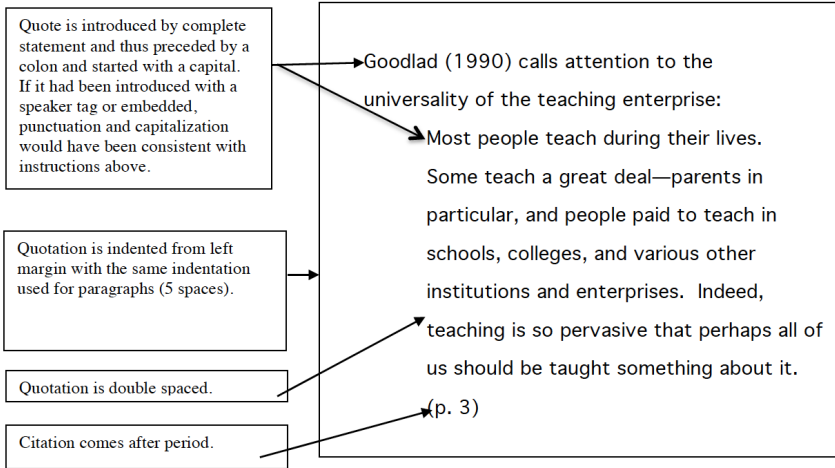 Quote is introduced by complete
statement and thus preceded by a
colon and started with a capital.
If it had been introduced with a
speaker tag or embedded,
punctuation and capitalization
would have been consistent with
instructions above.
Quotation is indented from left
margin with the same indentation
used for paragraphs (5 spaces).
Quotation is double spaced.
Citation comes after period.
Goodlad (1990) calls attention to the
universality of the teaching enterprise:
Most people teach during their lives.
Some teach a great deal—parents in
particular, and people paid to teach in
schools, colleges, and various other
institutions and enterprises.  Indeed,
teaching is so pervasive that perhaps all of
us should be taught something about it.
(p. 3)